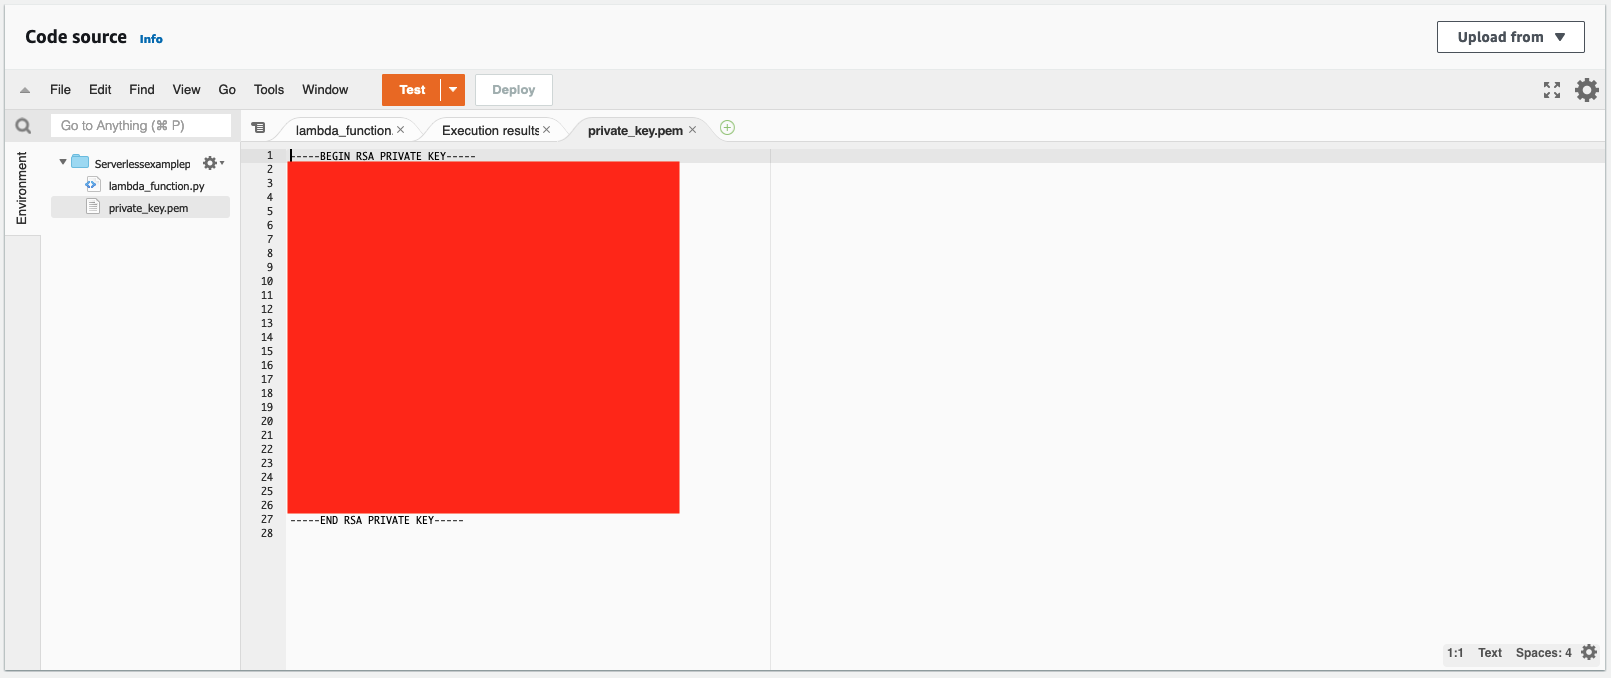 Code source Info
Upload from
File Edit Find View Go Tools Window Test Deploy
Go to Anything (⌘ P)
lambda_function. Execution results private_key.pem
Environment
Serverlessexamplep
lambda_function.py
private_key.pem
1 -----BEGIN RSA PRIVATE KEY-----
2
3
4
5
6
7
8
9
10
11
12
13
14
15
16
17
18
19
20
21
22
23
24
25
26
27 -----END RSA PRIVATE KEY-----
28
1:1 Text Spaces: 4